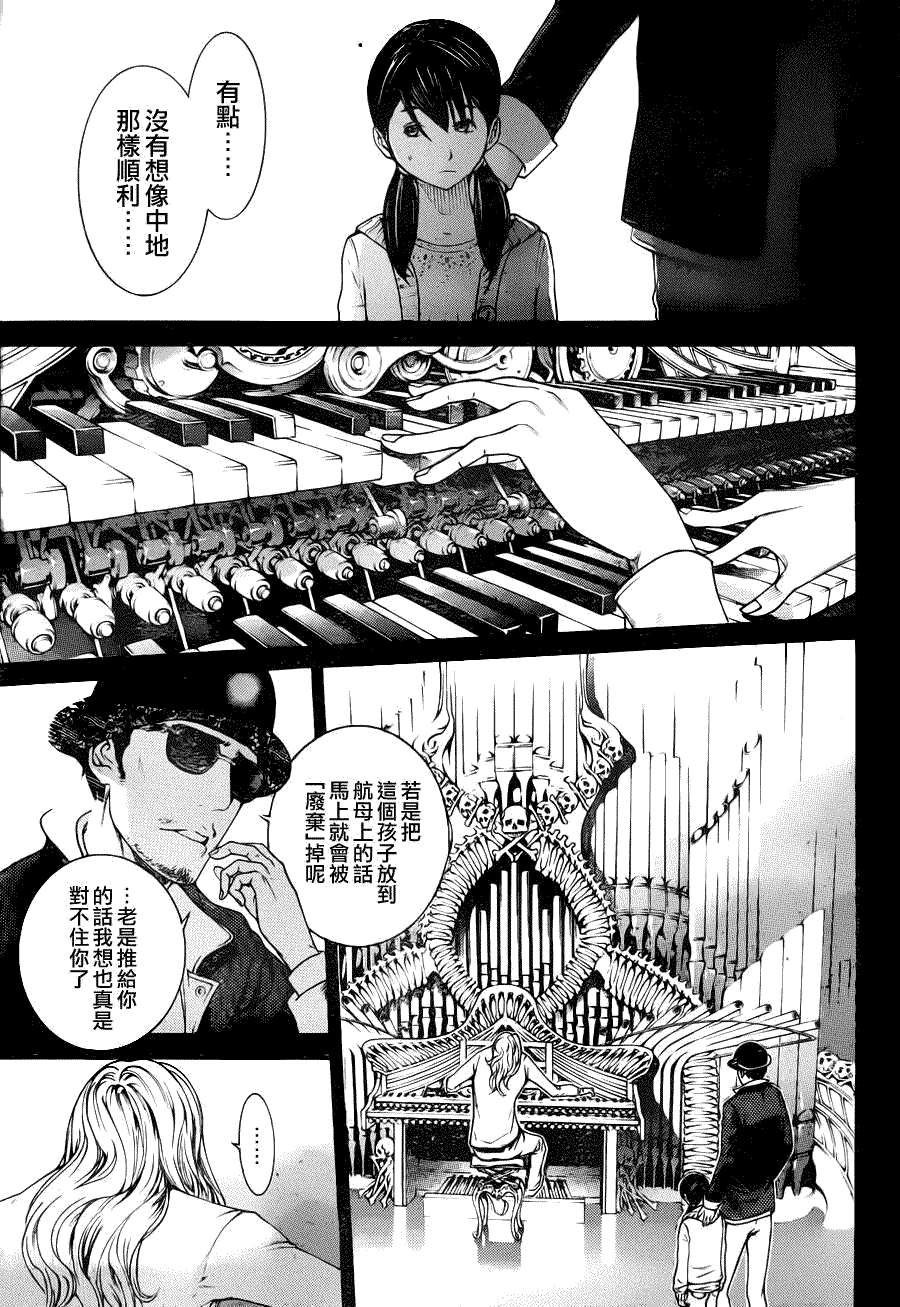 有點⋯⋯
沒有想像中地
那樣順利⋯⋯
若是把
這個孩子放到
航母上的話
馬上就會被
「廢棄」掉呢
⋯老是推給你
的話我想也真是
對不住你了
⋯⋯